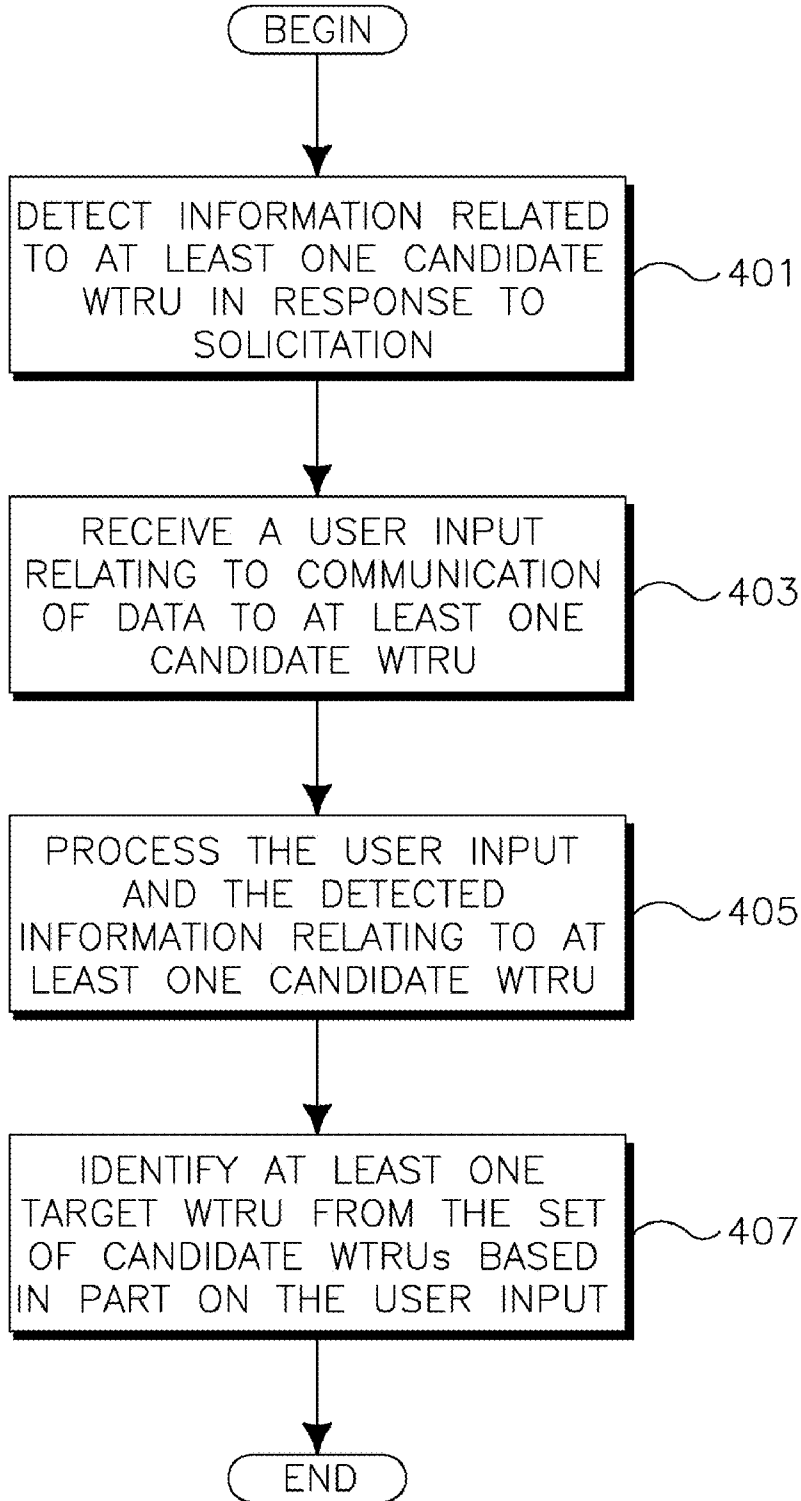 BEGIN
DETECT INFORMATION RELATED
TO AT LEAST ONE CANDIDATE
WTRU IN RESPONSE TO
SOLICITATION
401
RECEIVE A USER INPUT
RELATING TO COMMUNICATION
OF DATA TO AT LEAST ONE
CANDIDATE WTRU
403
PROCESS THE USER INPUT
AND THE DETECTED
INFORMATION RELATING TO AT
LEAST ONE CANDIDATE WTRU
405
IDENTIFY AT LEAST ONE
TARGET WTRU FROM THE SET
OF CANDIDATE WTRUs BASED
IN PART ON THE USER INPUT
407
END